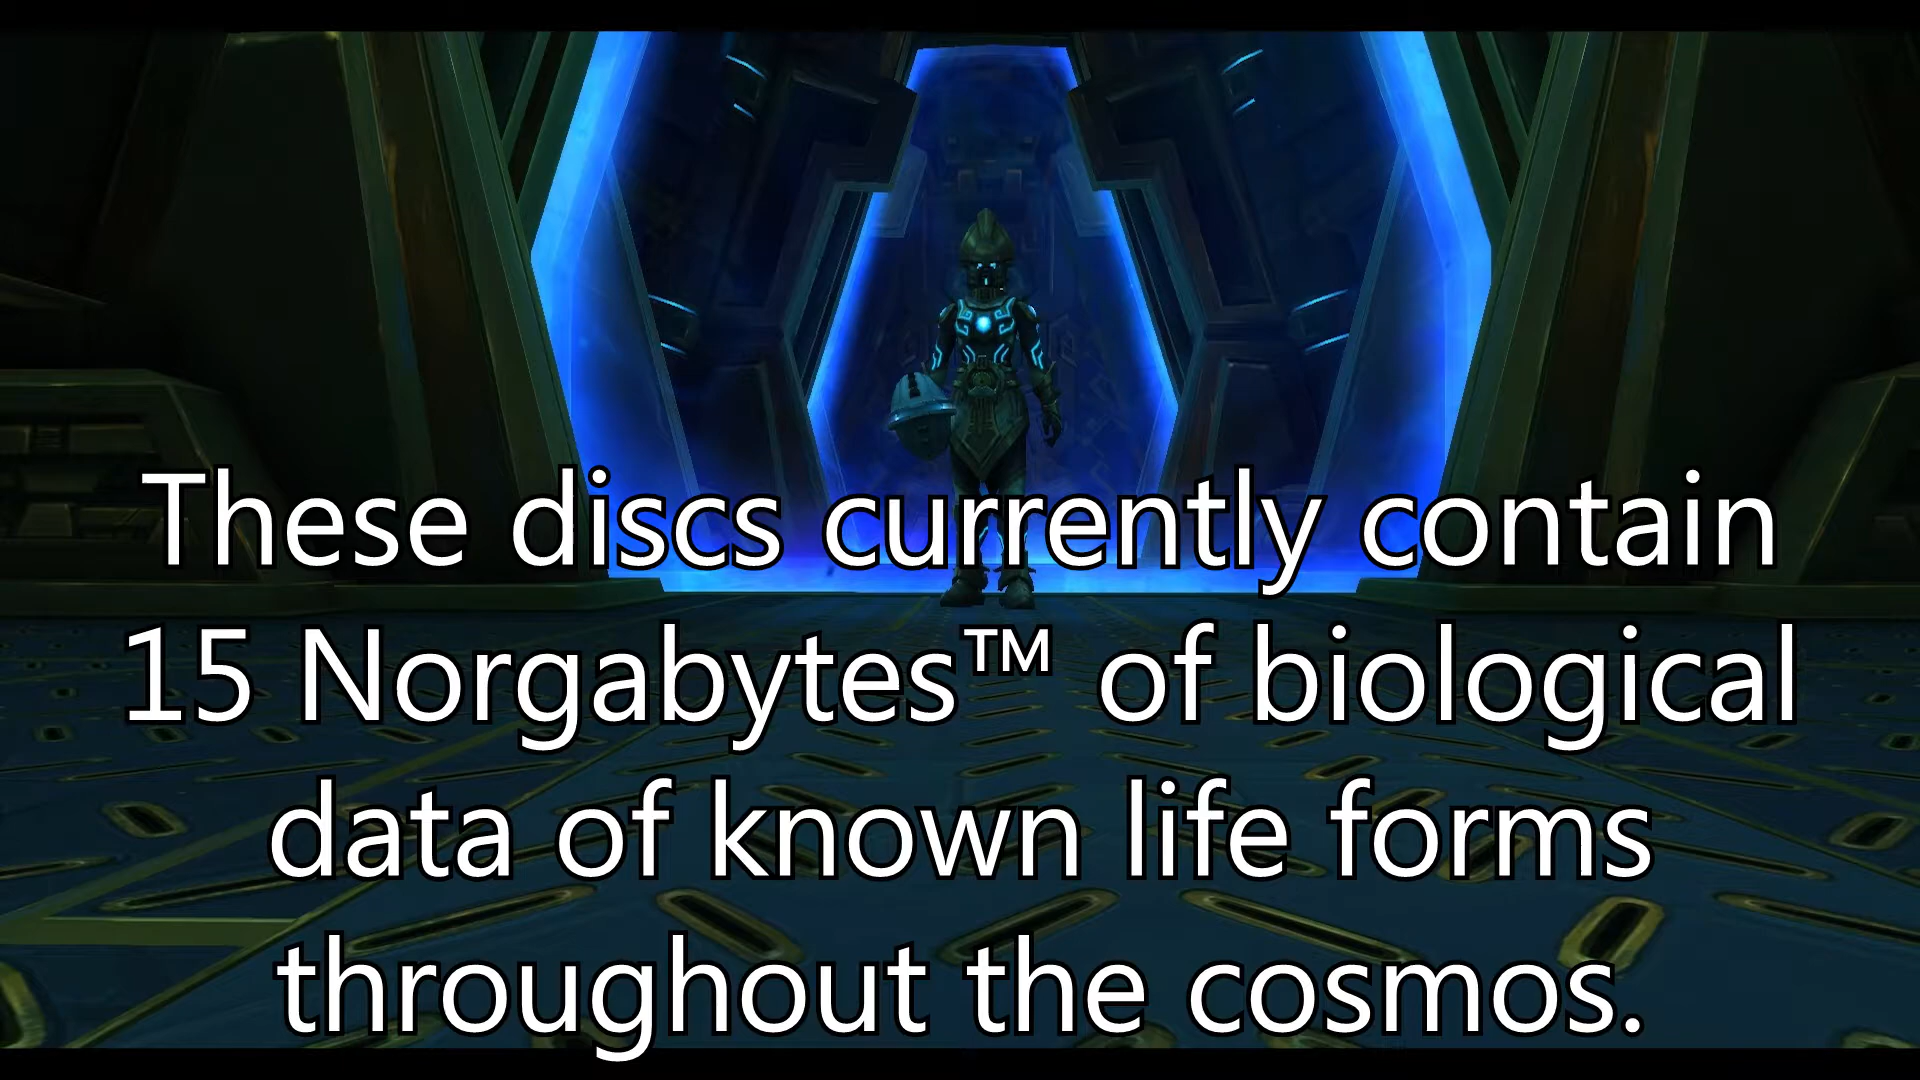 These discs currently contain
15 Norgabytes™ of biological
data of known life forms
throughout the cosmos.